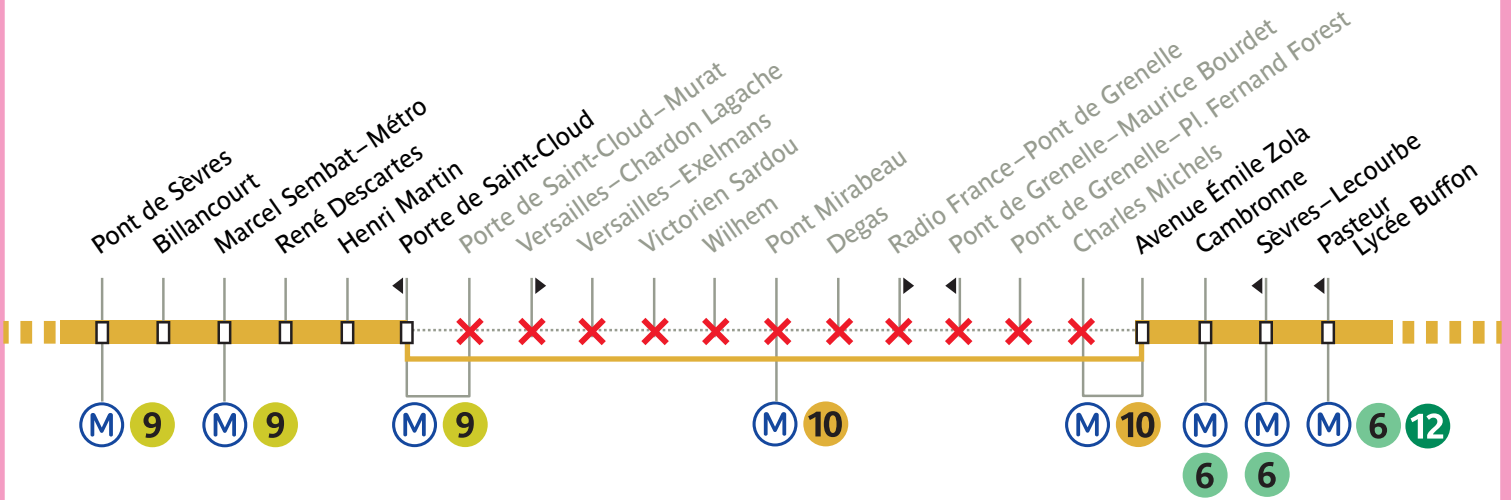 Pont de Sèvres
Billancourt
Marcel Sembat – Métro
René Descartes
Henri Martin
Porte de Saint-Cloud
Porte de Saint-Cloud – Murat
Versailles – Chardon Lagache
Versailles – Exelmans
Victorien Sardou
Wilhem
Pont Mirabeau
Degas
Radio France – Pont de Grenelle
Pont de Grenelle – Maurice Bourdet
Pont de Grenelle – Pl. Fernand Forest
Charles Michels
Avenue Émile Zola
Cambronne
Sèvres – Lecourbe
Pasteur
Lycée Buffon
M 9
M 9
M 9
M 10
M 10
M
M
M 6 12
6
6